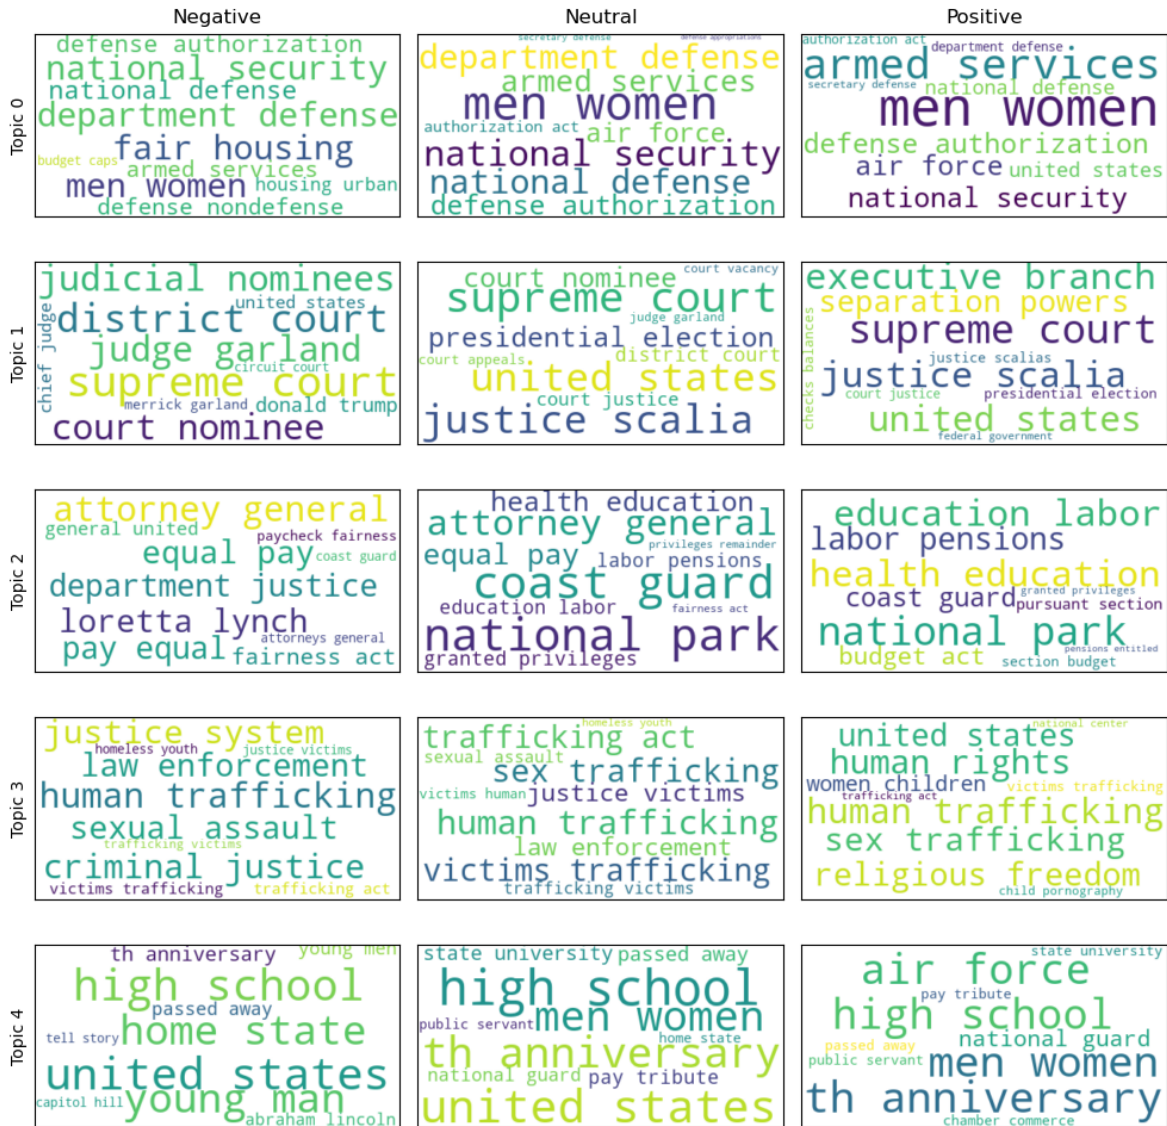 Negative
Neutral
Positive
Topic 0
defense authorization
national security
national defense
department defense
fair housing
budget caps
armed services
men women
housing urban
defense nondefense
secretary defense
defense appropriations
department defense
armed services
men women
authorization act
air force
national security
national defense
defense authorization
authorization act
department defense
armed services
secretary defense
national defense
men women
defense authorization
air force
united states
national security
Topic 1
judicial nominees
united states
district court
chief judge
judge garland
circuit court
supreme court
merrick garland
donald trump
court nominee
court nominee
court vacancy
supreme court
judge garland
presidential election
court appeals
district court
united states
court justice
justice scalia
executive branch
separation powers
supreme court
checks balances
justice scalias
justice scalia
court justice
presidential election
united states
federal government
Topic 2
attorney general
general united
paycheck fairness
equal pay
coast guard
department justice
loretta lynch
attorneys general
pay equal
fairness act
health education
attorney general
privileges remainder
equal pay
labor pensions
coast guard
education labor
fairness act
national park
granted privileges
education labor
labor pensions
health education
granted privileges
coast guard
pursuant section
national park
pensions entitled
budget act
section budget
Topic 3
justice system
homeless youth
justice victims
law enforcement
human trafficking
sexual assault
trafficking victims
criminal justice
victims trafficking
trafficking act
homeless youth
trafficking act
sexual assault
sex trafficking
victims human
justice victims
human trafficking
law enforcement
victims trafficking
trafficking victims
national center
united states
human rights
women children
victims trafficking
trafficking act
human trafficking
sex trafficking
religious freedom
child pornography
Topic 4
th anniversary
young men
high school
passed away
tell story
home state
united states
capitol hill
young man
abraham lincoln
state university
passed away
high school
public servant
men women
home state
th anniversary
national guard
pay tribute
united states
state university
air force
pay tribute
high school
national guard
passed away
public servant
men women
th anniversary
chamber commerce